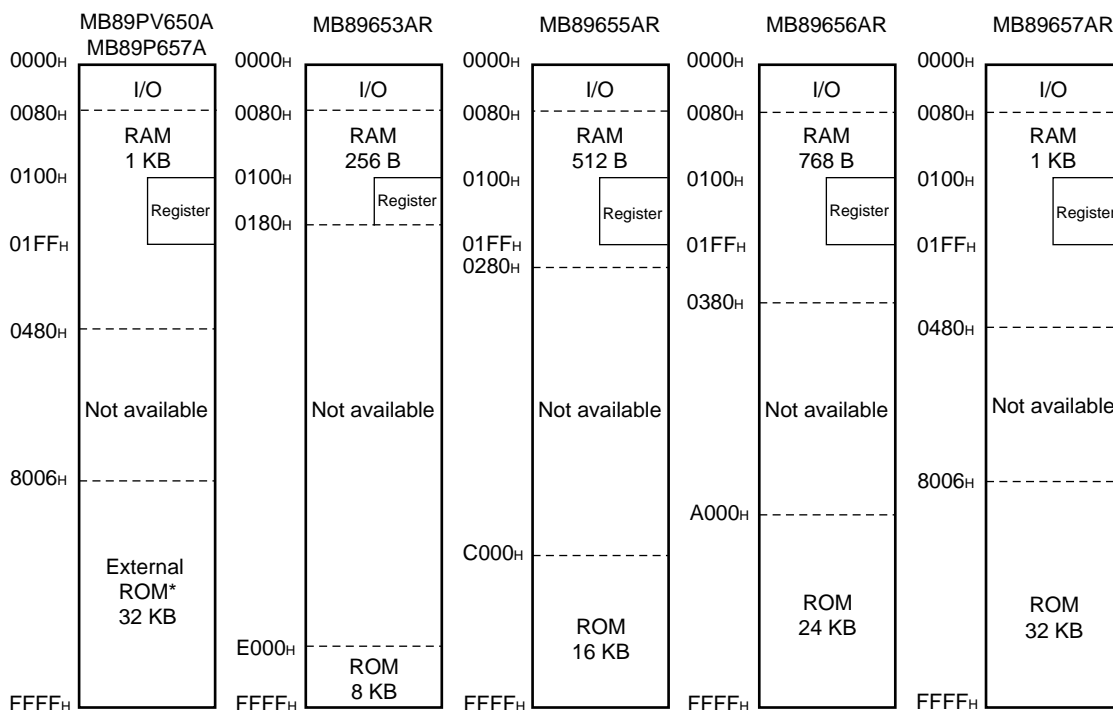 MB89PV650A
MB89P657A
0000H
I/O
0080H
RAM
1 KB
0100H
Register
01FFH
0480H
Not available
8006H
External
ROM*
32 KB
FFFFH
MB89653AR
0000H
I/O
0080H
RAM
256 B
0100H
Register
0180H
Not available
E000H
ROM
8 KB
FFFFH
MB89655AR
0000H
I/O
0080H
RAM
512 B
0100H
Register
01FFH
0280H
Not available
C000H
ROM
16 KB
FFFFH
MB89656AR
0000H
I/O
0080H
RAM
768 B
0100H
Register
01FFH
0380H
Not available
A000H
ROM
24 KB
FFFFH
MB89657AR
0000H
I/O
0080H
RAM
1 KB
0100H
Register
01FFH
0480H
Not available
8006H
ROM
32 KB
FFFFH